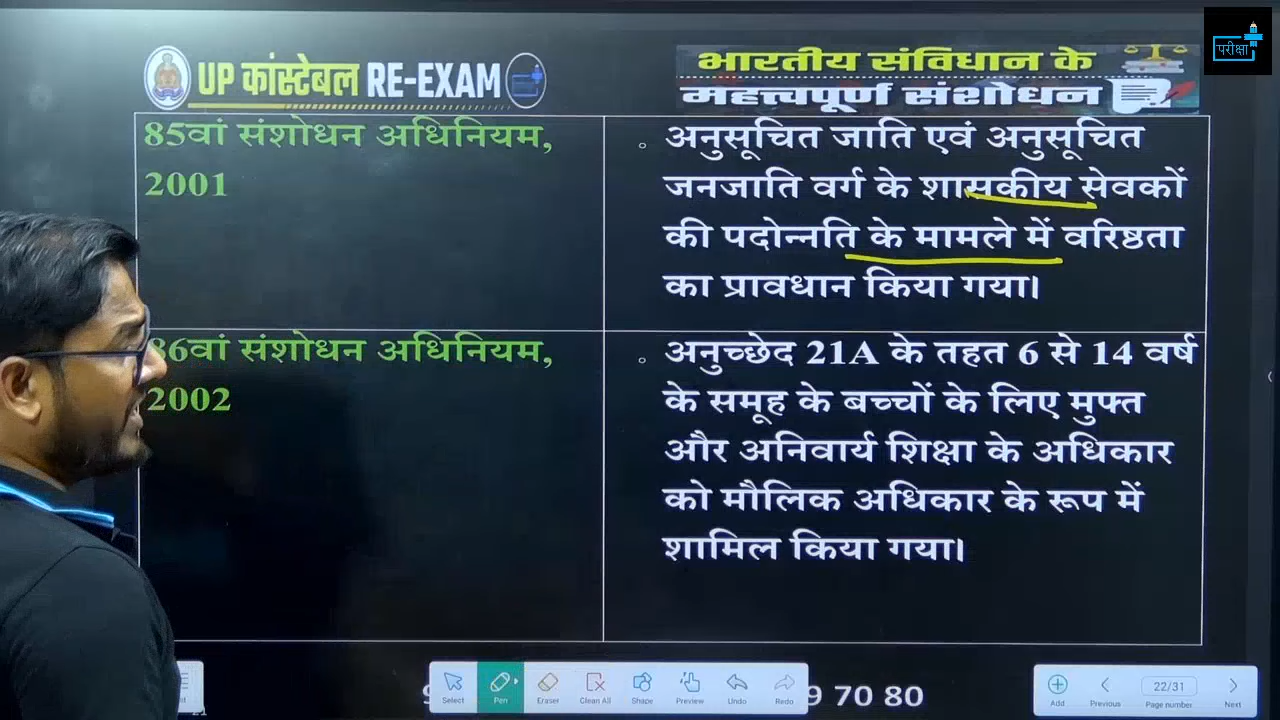 परीक्षा
UP कांस्टेबल RE-EXAM
भारतीय संविधान के
महत्त्वपूर्ण संशोधन
85वां संशोधन अधिनियम,
2001
अनुसूचित जाति एवं अनुसूचित
जनजाति वर्ग के शासकीय सेवकों
की पदोन्नति के मामले में वरिष्ठता
का प्रावधान किया गया।
86वां संशोधन अधिनियम,
2002
अनुच्छेद 21A के तहत 6 से 14 वर्ष
के समूह के बच्चों के लिए मुफ्त
और अनिवार्य शिक्षा के अधिकार
को मौलिक अधिकार के रूप में
शामिल किया गया।
9 70 80
Select Pen Eraser Clean All Shape Preview Undo Redo
Add Previous 22/31 Page number Next